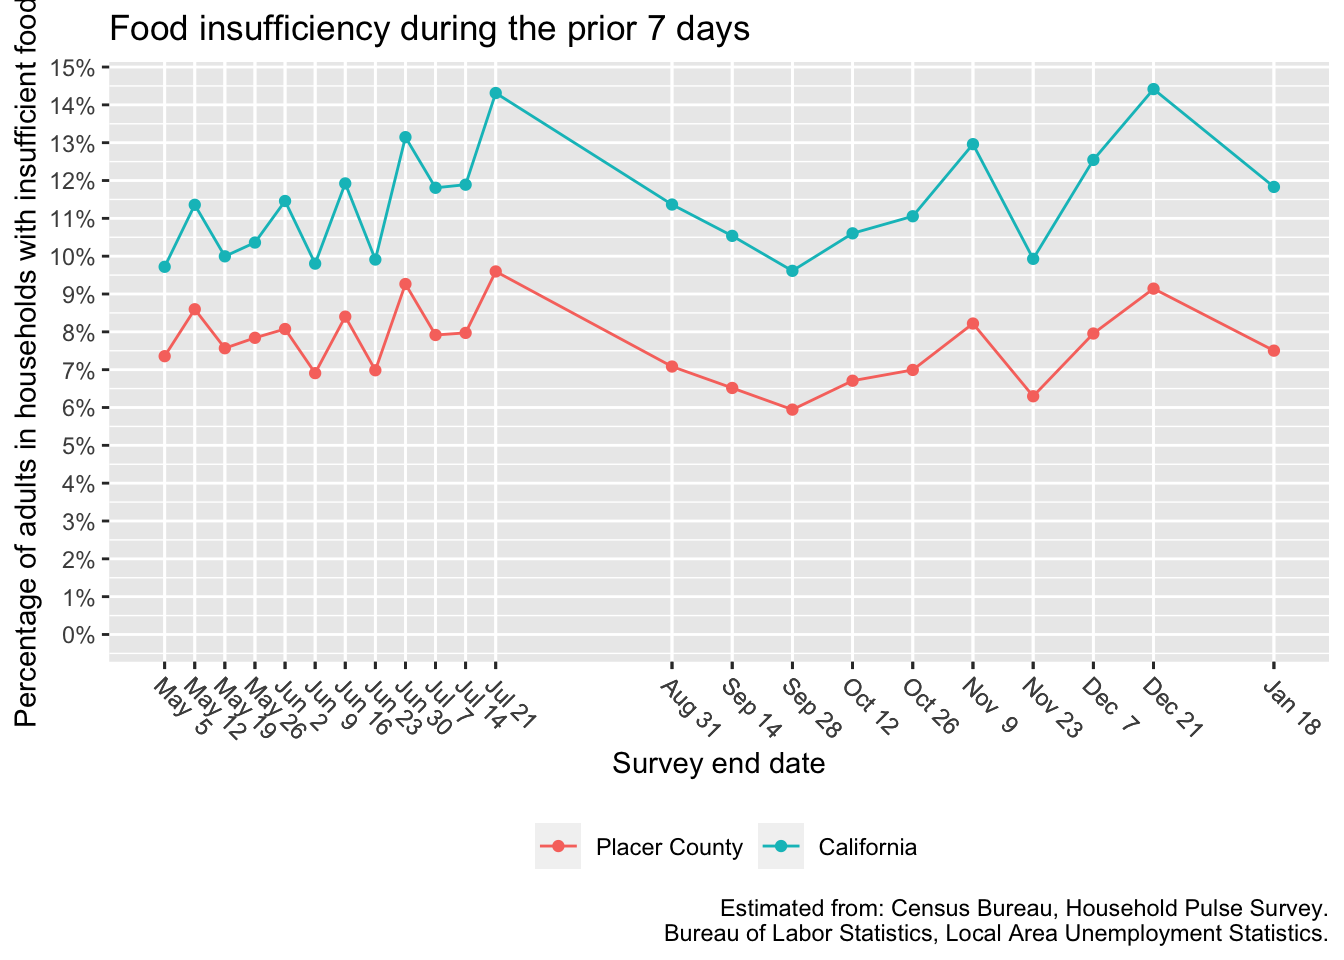 Food insufficiency during the prior 7 days
Percentage of adults in households with insufficient food
15%
14%
13%
12%
11%
10%
9%
8%
7%
6%
5%
4%
3%
2%
1%
0%
May 5
May 12
May 19
May 26
Jun 2
Jun 9
Jun 16
Jun 23
Jun 30
Jul 7
Jul 14
Jul 21
Aug 31
Sep 14
Sep 28
Oct 12
Oct 26
Nov 9
Nov 23
Dec 7
Dec 21
Jan 18
Survey end date
Placer County
California
Estimated from: Census Bureau, Household Pulse Survey.
Bureau of Labor Statistics, Local Area Unemployment Statistics.